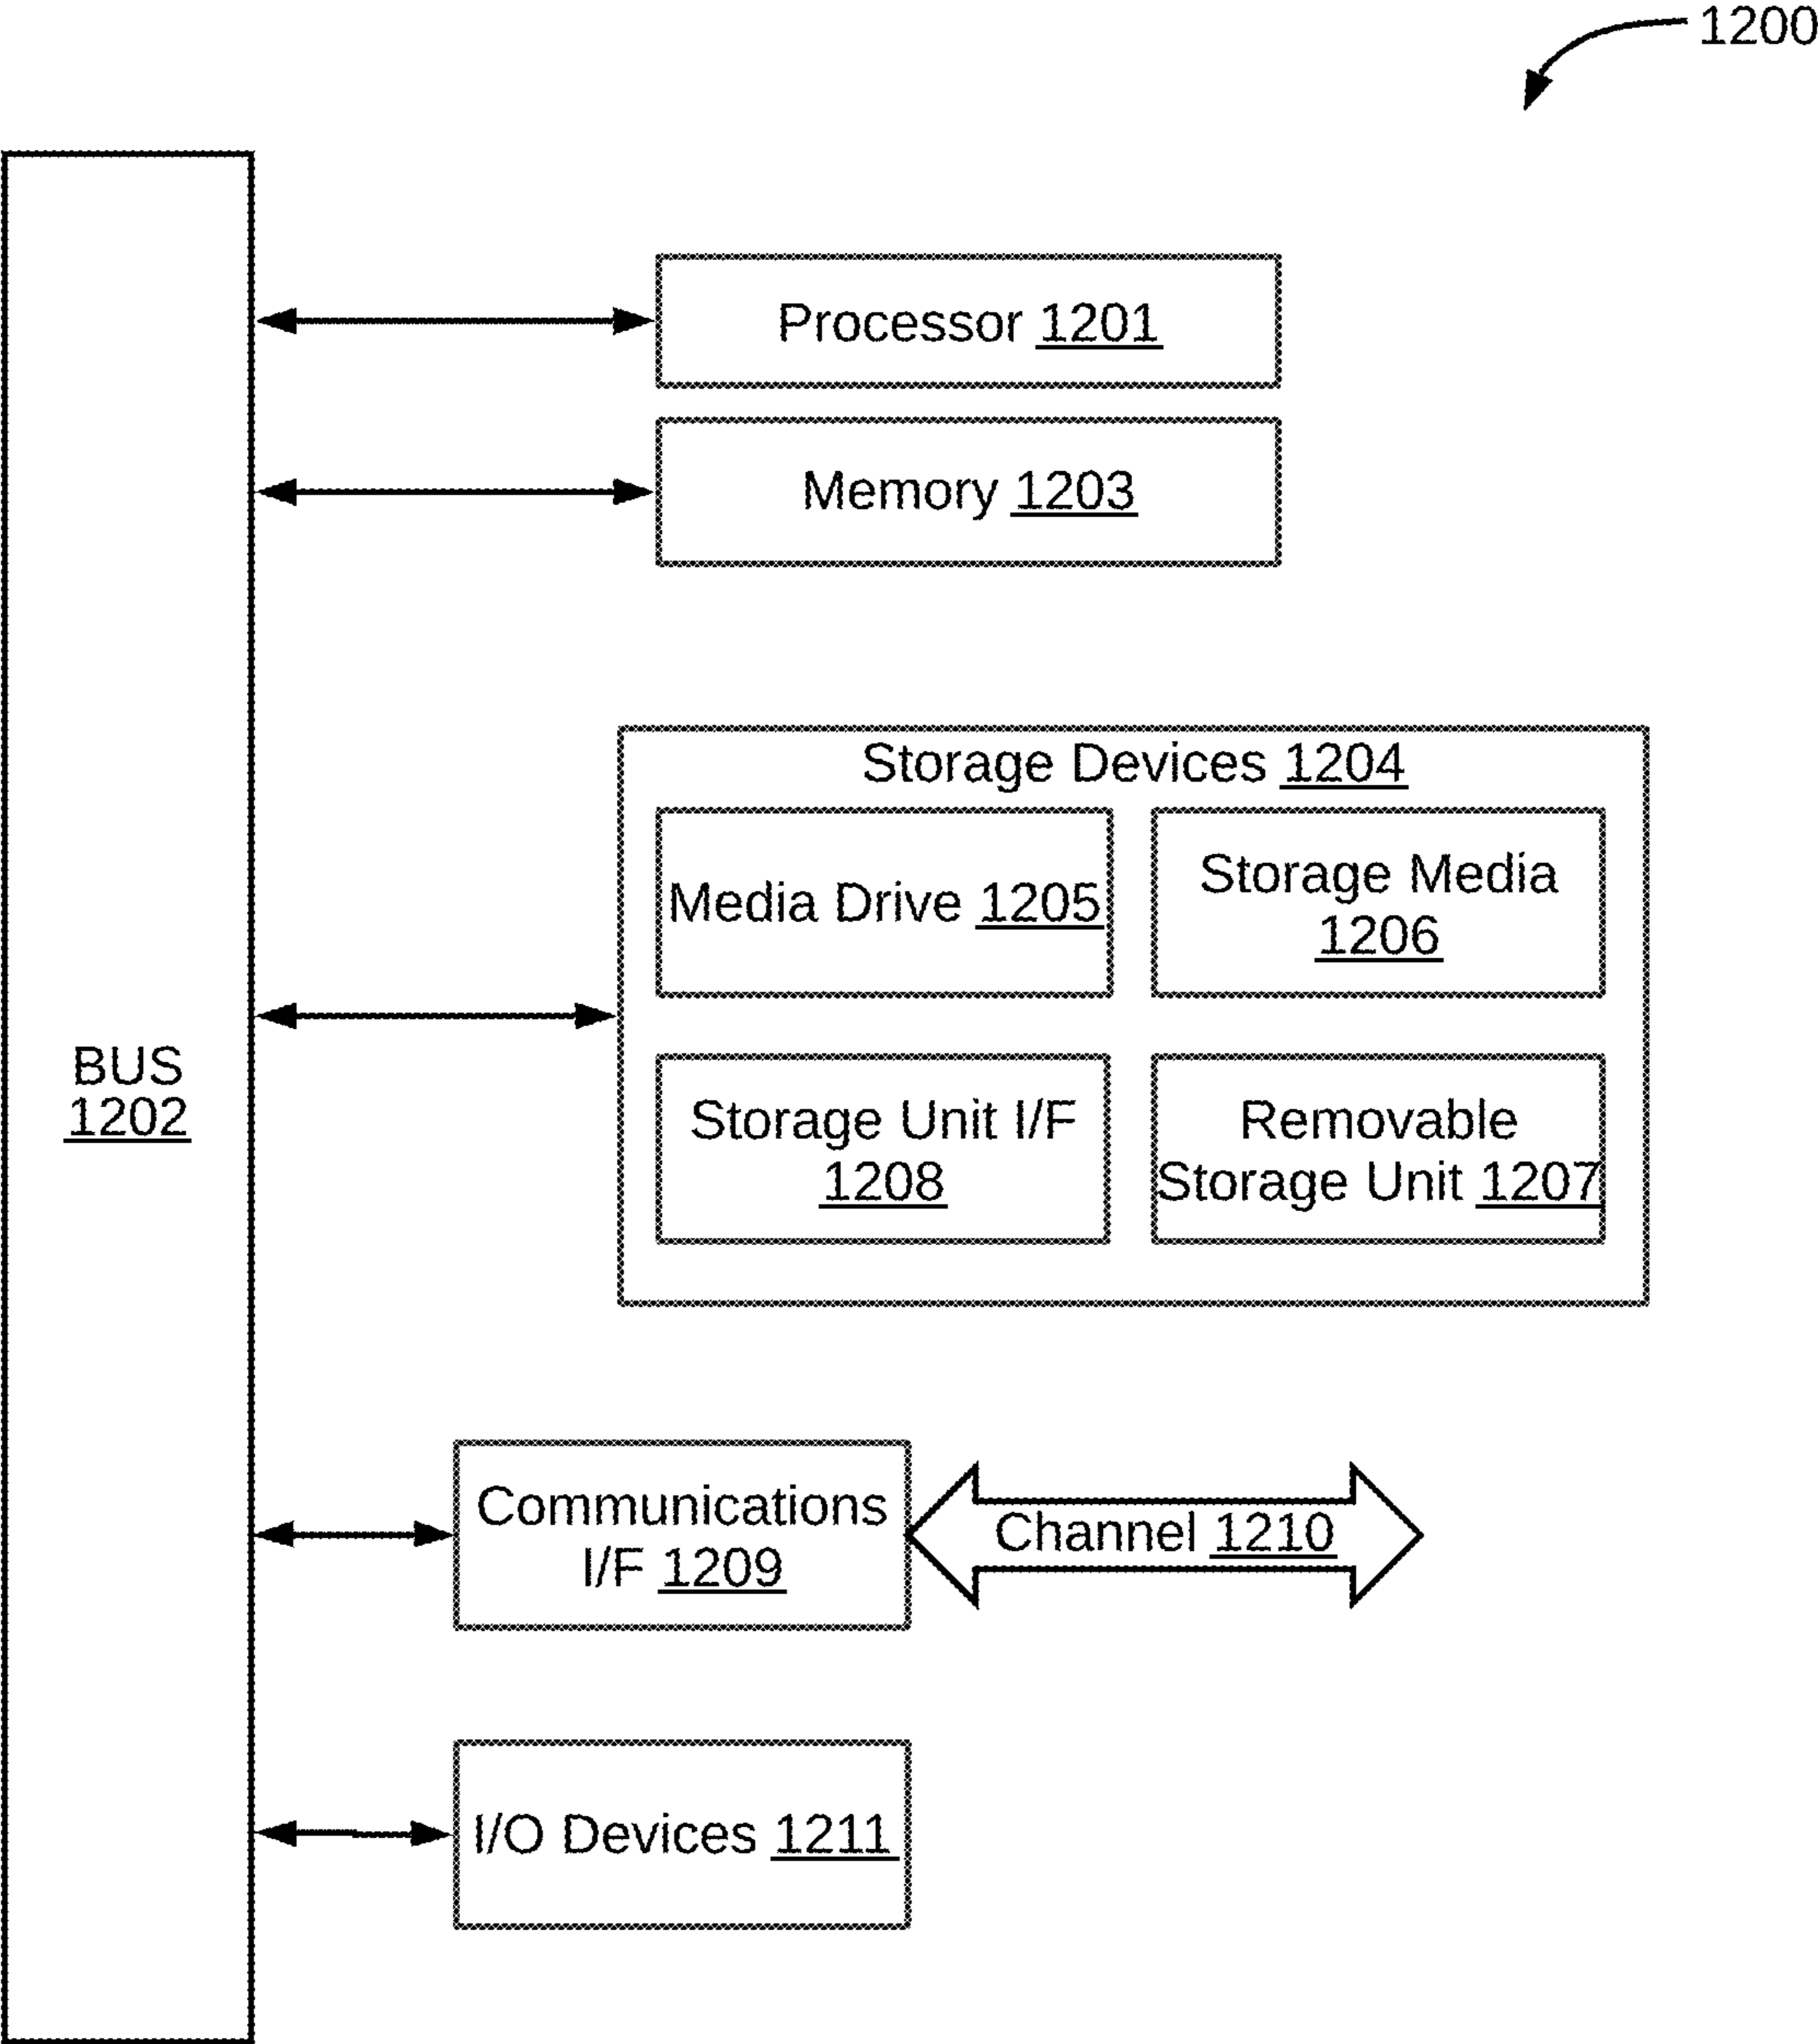 1200
Processor 1201
Memory 1203
Storage Devices 1204
Media Drive 1205
Storage Media
1206
BUS
1202
Storage Unit I/F
1208
Removable
Storage Unit 1207
Communications
I/F 1209
Channel 1210
I/O Devices 1211